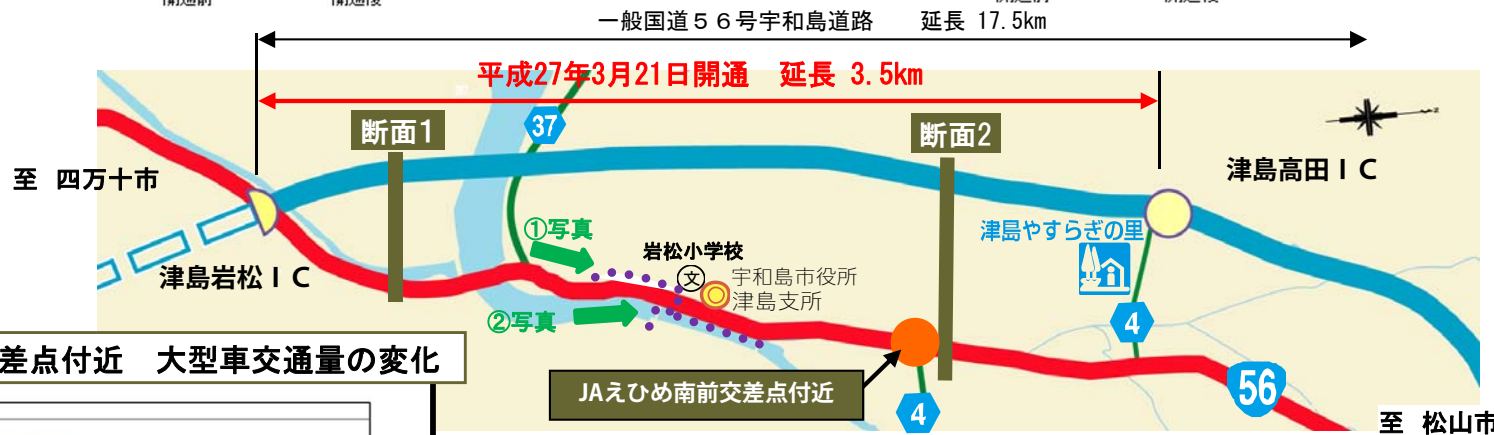 一般国道５６号宇和島道路　延長 17.5km
平成27年3月21日開通　延長 3.5km
断面1
37
断面2
至 四万十市
津島高田ＩＣ
①写真
岩松小学校
文
津島やすらぎの里
津島岩松ＩＣ
宇和島市役所
津島支所
②写真
4
差点付近　大型車交通量の変化
JAえひめ南前交差点付近
56
4
至 松山市